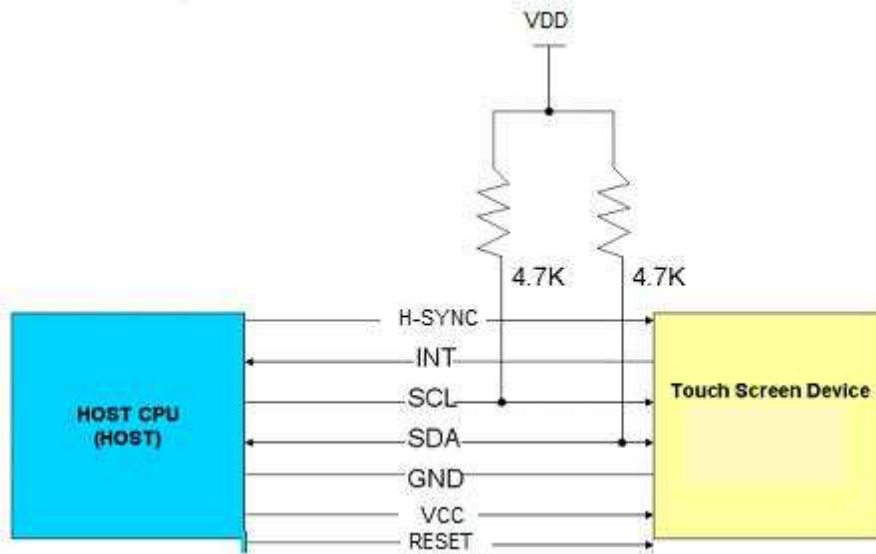 VDD
4.7K
4.7K
H-SYNC
INT
SCL
SDA
GND
VCC
RESET
HOST CPU
(HOST)
Touch Screen Device